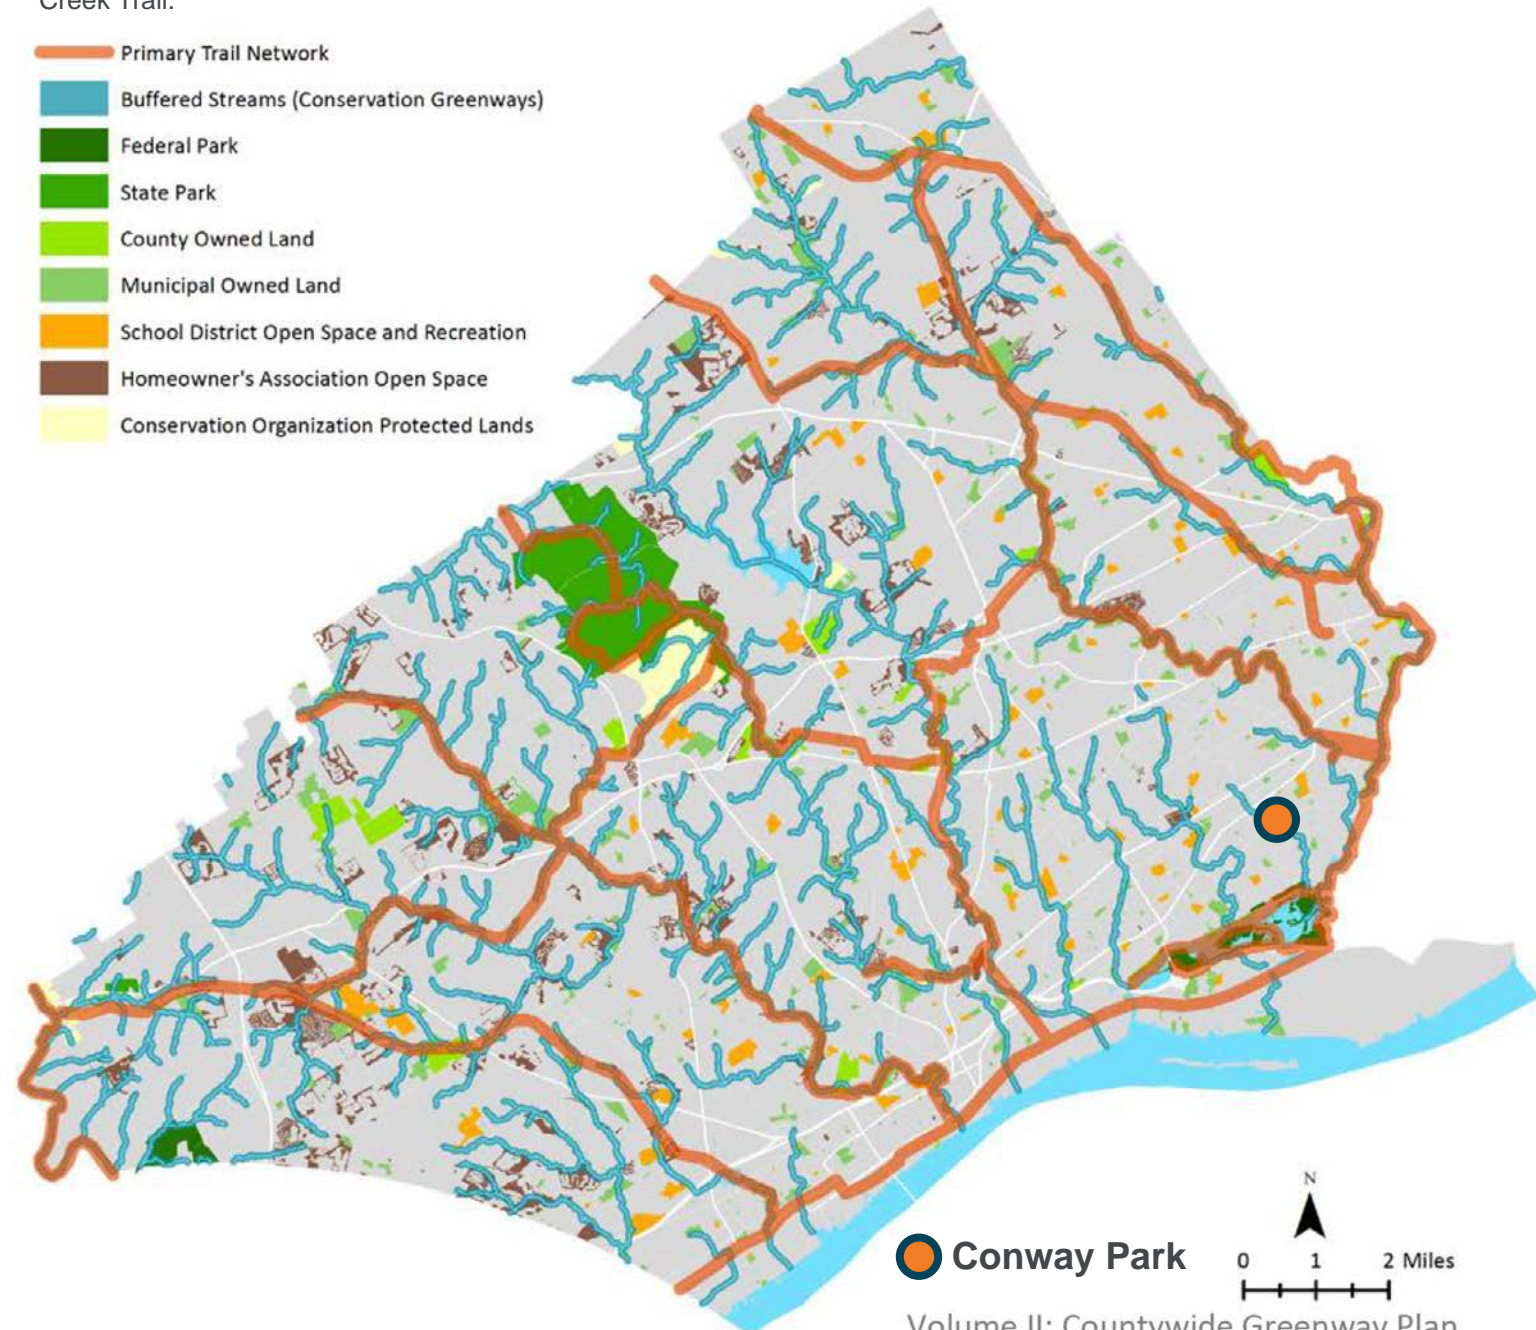 Creek Trail.
Primary Trail Network
Buffered Streams (Conservation Greenways)
Federal Park
State Park
County Owned Land
Municipal Owned Land
School District Open Space and Recreation
Homeowner's Association Open Space
Conservation Organization Protected Lands
N
Conway Park
0 1 2 Miles
Volume II: Countywide Greenway Plan